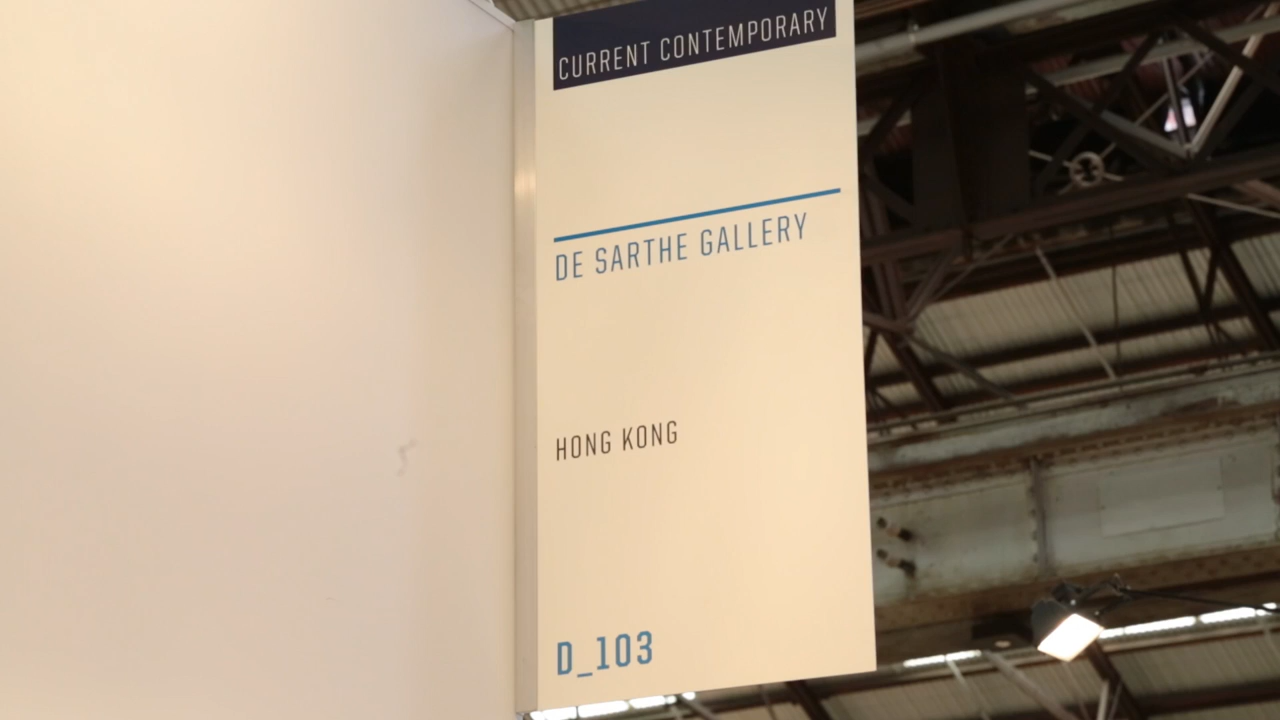 CURRENT CONTEMPORARY
DE SARTHE GALLERY
HONG KONG
D_103